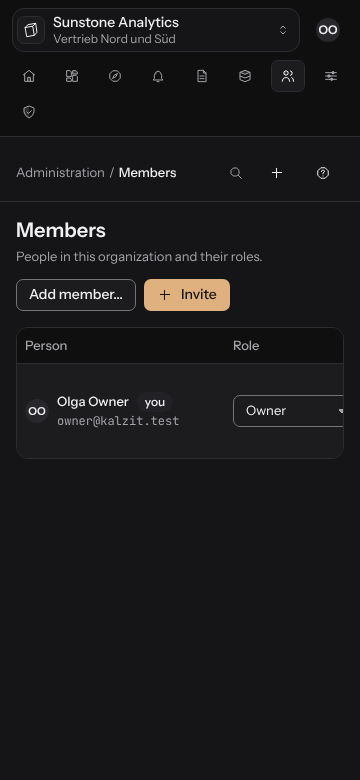 Sunstone Analytics
Vertrieb Nord und Süd
OO
Administration / Members
Members
People in this organization and their roles.
Add member...
Invite
Person Role
OO
Olga Owner you
owner@kalzit.test
Owner